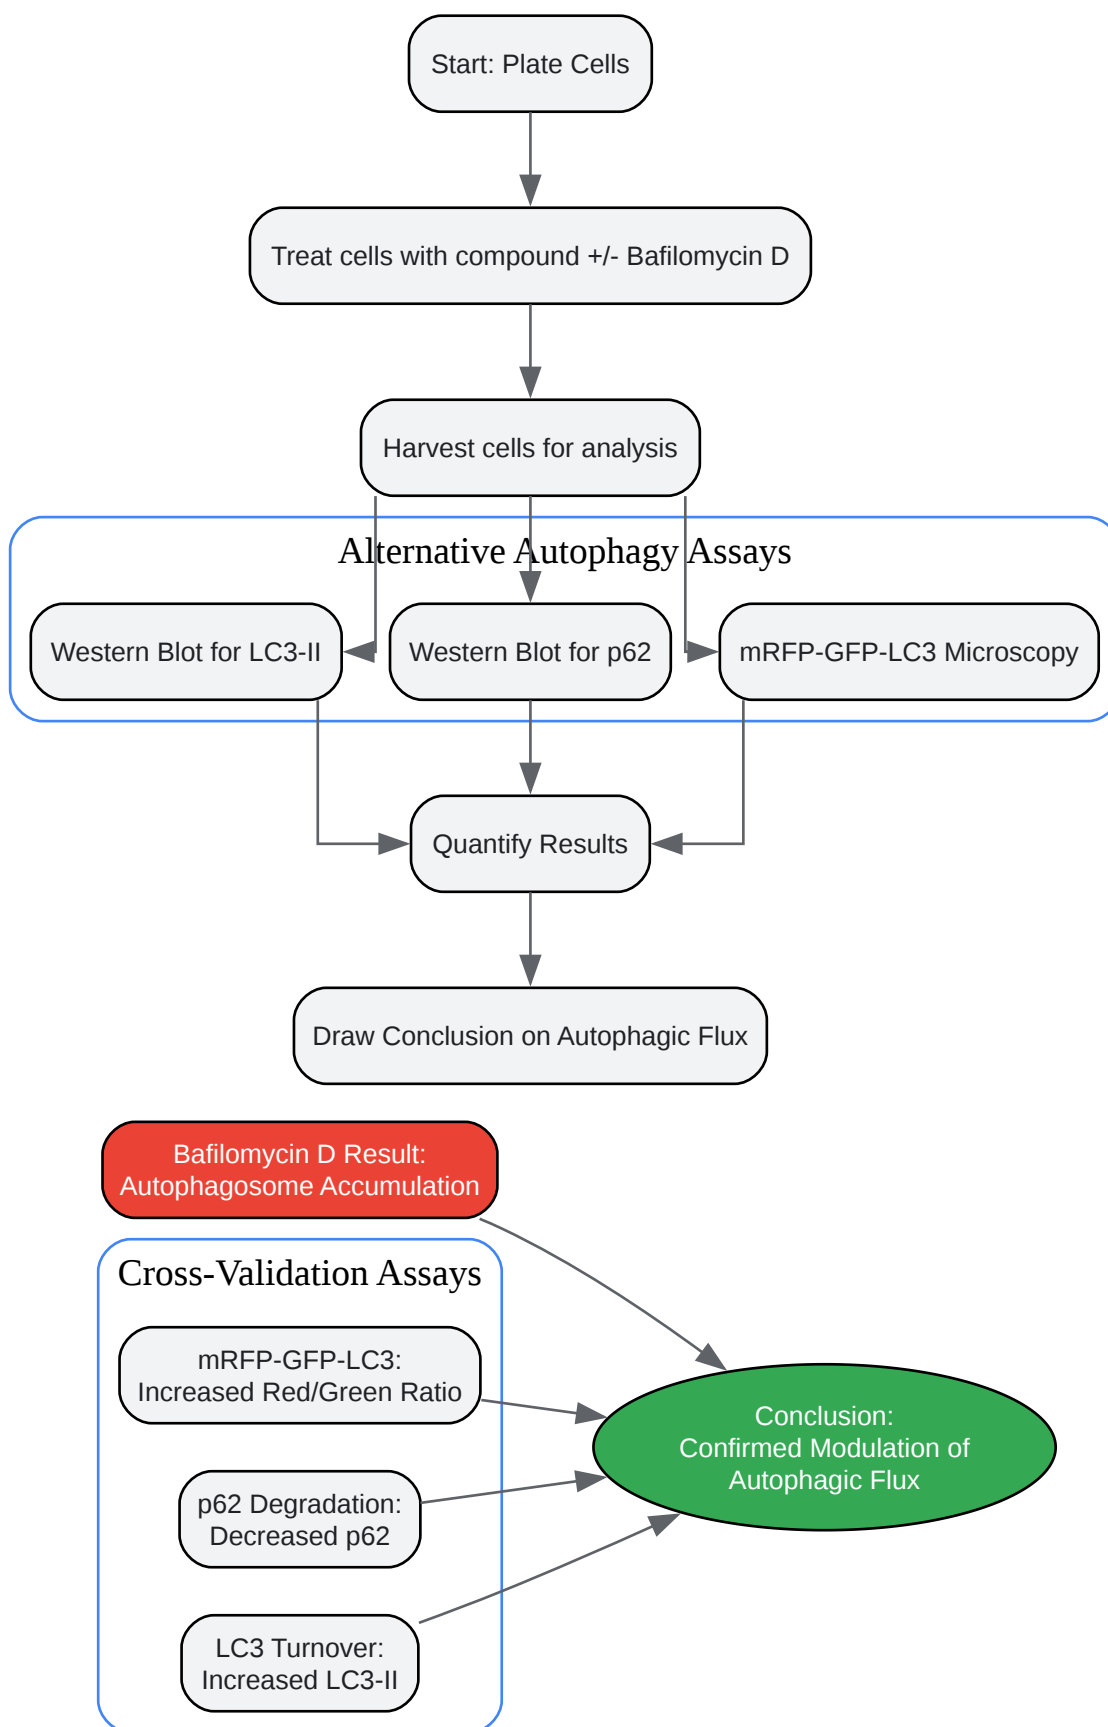 Start: Plate Cells
Treat cells with compound +/- Bafilomycin D
Harvest cells for analysis
Alternative Autophagy Assays
Western Blot for LC3-II
Western Blot for p62
mRFP-GFP-LC3 Microscopy
Quantify Results
Draw Conclusion on Autophagic Flux
Bafilomycin D Result:
Autophagosome Accumulation
Cross-Validation Assays
mRFP-GFP-LC3:
Increased Red/Green Ratio
p62 Degradation:
Decreased p62
LC3 Turnover:
Increased LC3-II
Conclusion:
Confirmed Modulation of
Autophagic Flux